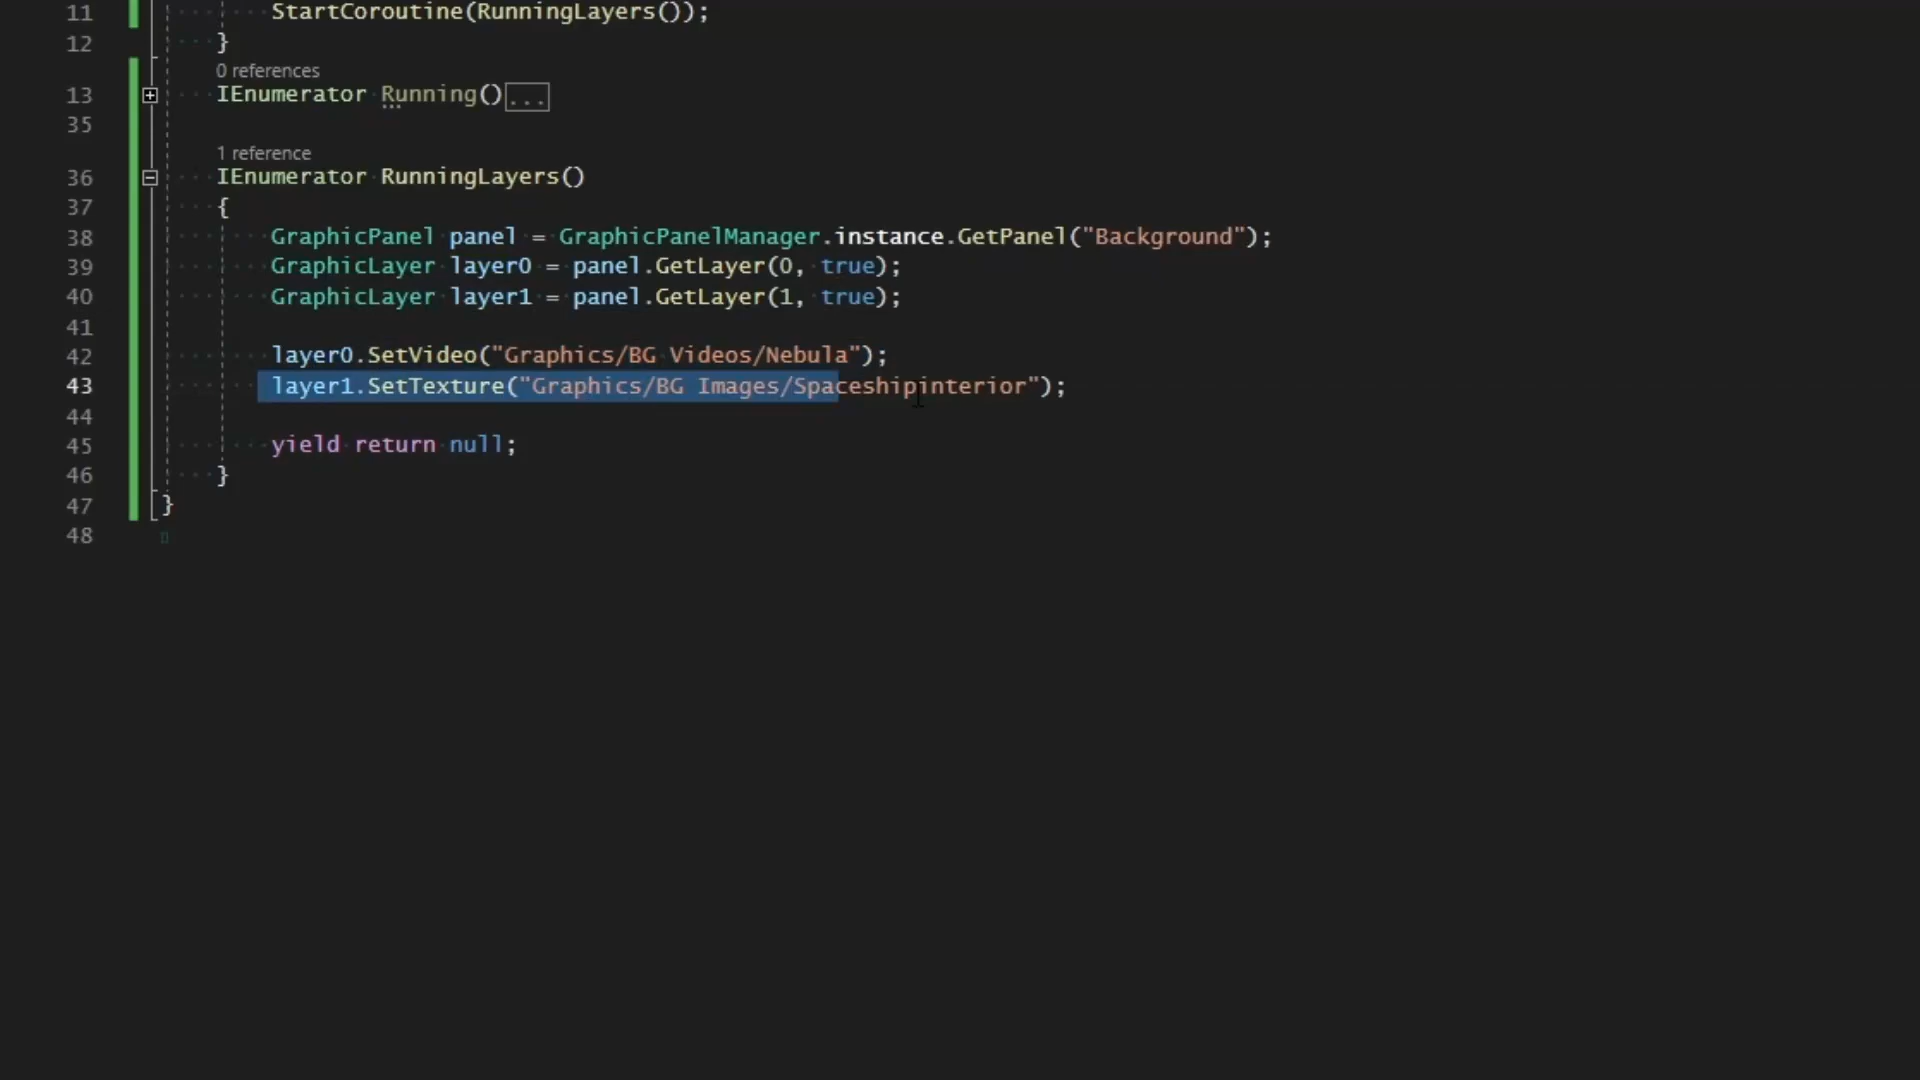 11 StartCoroutine(RunningLayers());
12 }
0 references
13 IEnumerator Running()...
35
1 reference
36 IEnumerator RunningLayers()
37 {
38 GraphicPanel panel = GraphicPanelManager.instance.GetPanel("Background");
39 GraphicLayer layer0 = panel.GetLayer(0, true);
40 GraphicLayer layer1 = panel.GetLayer(1, true);
41
42 layer0.SetVideo("Graphics/BG Videos/Nebula");
43 layer1.SetTexture("Graphics/BG Images/Spaceshipinterior");
44
45 yield return null;
46 }
47 }
48